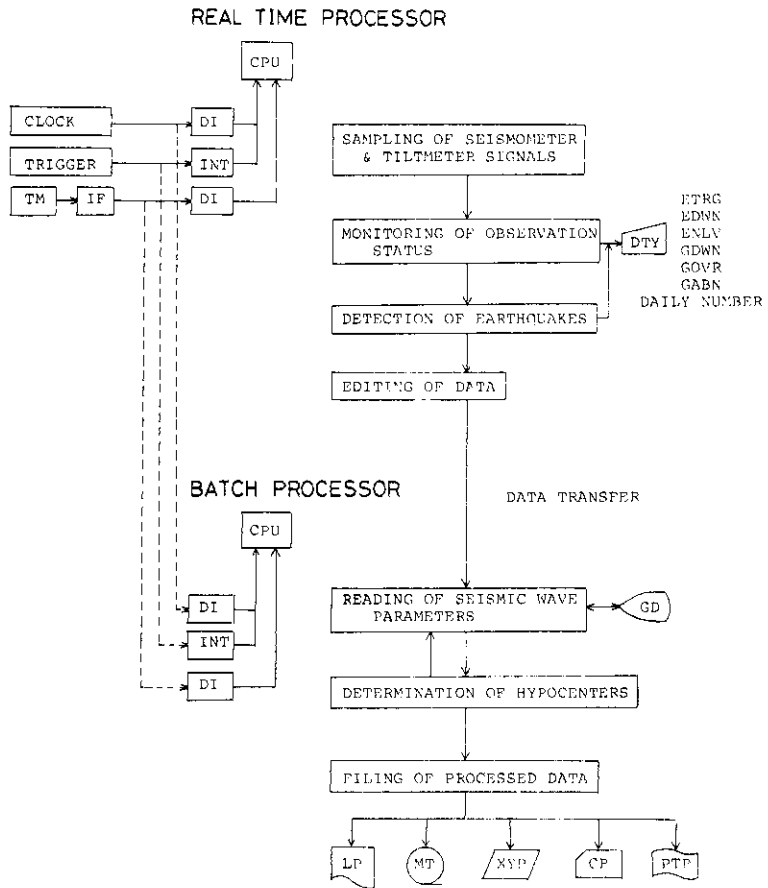 REAL TIME PROCESSOR
CPU
CLOCK
DI
TRIGGER
INT
TM
IF
DI
SAMPLING OF SEISMOMETER
& TILTMETER SIGNALS
MONITORING OF OBSERVATION
STATUS
DTY
ETRG
EDWN
ENLV
GDWN
GOVR
GABN
DAILY NUMBER
DETECTION OF EARTHQUAKES
EDITING OF DATA
BATCH PROCESSOR
DATA TRANSFER
CPU
DI
INT
DI
READING OF SEISMIC WAVE
PARAMETERS
GD
DETERMINATION OF HYPOCENTERS
FILING OF PROCESSED DATA
LP
MT
XYP
CP
PTP